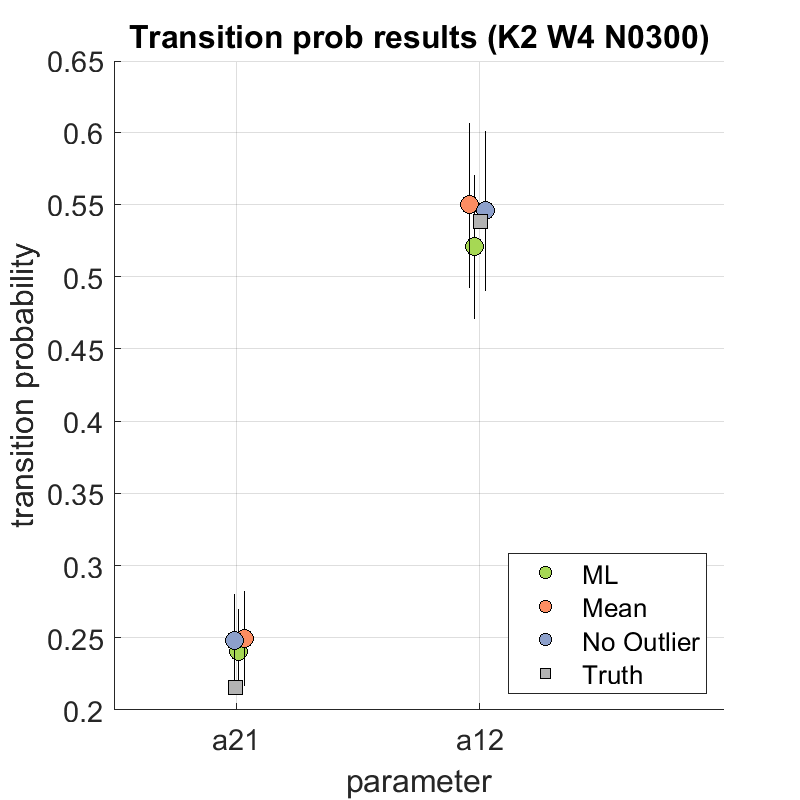 Transition prob results (K2 W4 N0300)
0.65
0.6
0.55
0.5
0.45
0.4
0.35
0.3
0.25
0.2
transition probability
ML
Mean
No Outlier
Truth
a21
a12
parameter